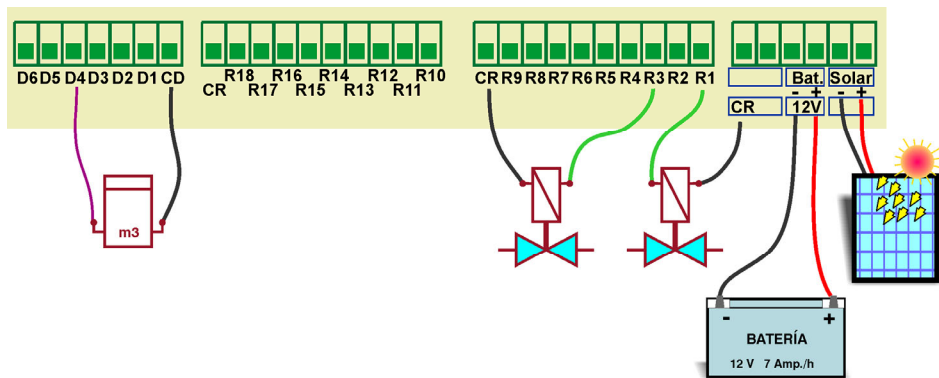 D6 D5 D4 D3 D2 D1 CD
R18 R16 R14 R12 R10
CR R17 R15 R13 R11
CR R9 R8 R7 R6 R5 R4 R3 R2 R1
Bat. Solar
- + - +
CR 12V
m3
- +
BATERÍA
12 V 7 Amp./h